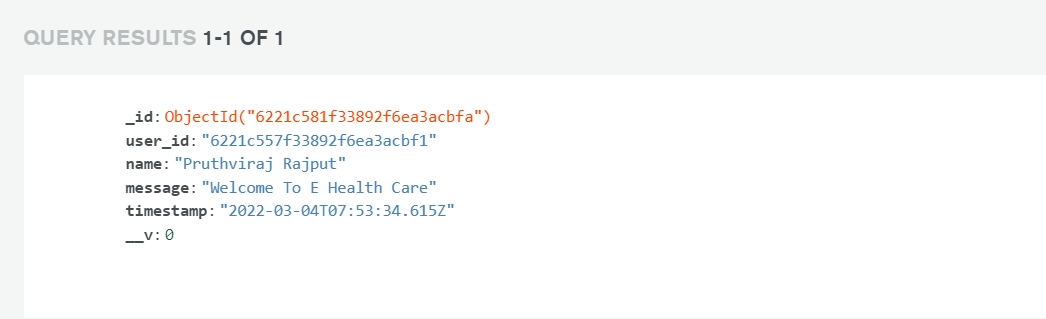 QUERY RESULTS 1-1 OF 1
_id: ObjectId("6221c581f33892f6ea3acbfa")
user_id: "6221c557f33892f6ea3acbf1"
name: "Pruthviraj Rajput"
message: "Welcome To E Health Care"
timestamp: "2022-03-04T07:53:34.615Z"
__v: 0